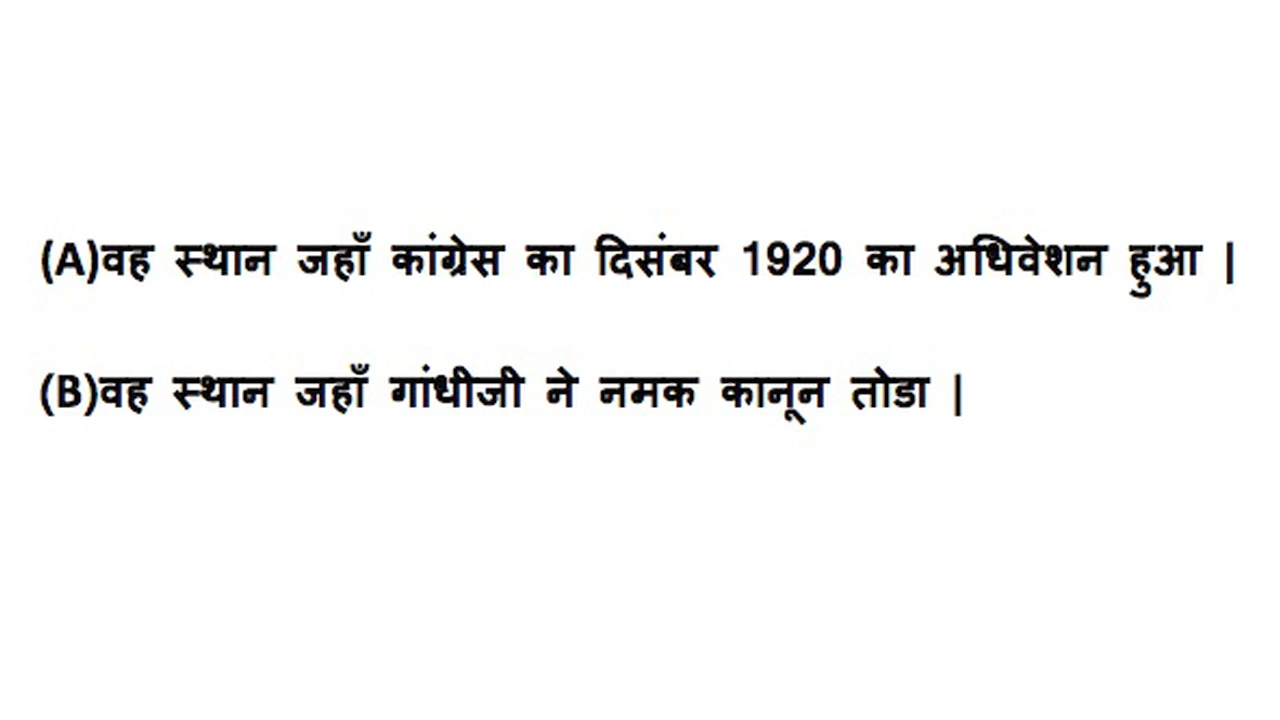 (A)वह स्थान जहाँ कांग्रेस का दिसंबर 1920 का अधिवेशन हुआ |
(B)वह स्थान जहाँ गांधीजी ने नमक कानून तोडा |